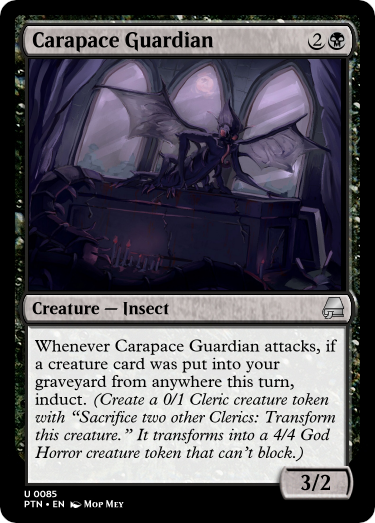 Carapace Guardian 2
Creature — Insect
Whenever Carapace Guardian attacks, if
a creature card was put into your
graveyard from anywhere this turn,
induct. (Create a 0/1 Cleric creature token
with “Sacrifice two other Clerics: Transform
this creature.” It transforms into a 4/4 God
Horror creature token that can’t block.)
3/2
U 0085
PTN • EN Mop Mey